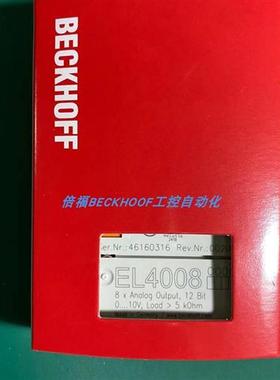 BECKHOFF
倍福BECKHOOF工控自动化
Ser.Nr.: 46160316 Rev.Nr.: 0020
EL4008
8 x Analog Output, 12 Bit
0...10V, Load > 5 kOhm